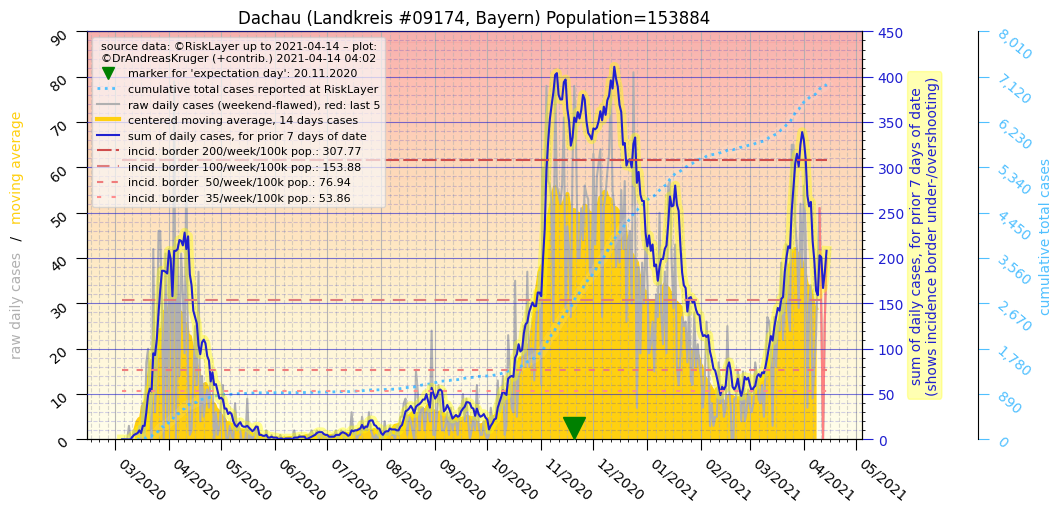 Dachau (Landkreis #09174, Bayern) Population=153884
source data: ©RiskLayer up to 2021-04-14 – plot:
©DrAndreasKruger (+contrib.) 2021-04-14 04:02
marker for 'expectation day': 20.11.2020
cumulative total cases reported at RiskLayer
raw daily cases (weekend-flawed), red: last 5
centered moving average, 14 days cases
sum of daily cases, for prior 7 days of date
incid. border 200/week/100k pop.: 307.77
incid. border 100/week/100k pop.: 153.88
incid. border  50/week/100k pop.: 76.94
incid. border  35/week/100k pop.: 53.86
raw daily cases / moving average
90
80
70
60
50
40
30
20
10
0
03/2020
04/2020
05/2020
06/2020
07/2020
08/2020
09/2020
10/2020
11/2020
12/2020
01/2021
02/2021
03/2021
04/2021
05/2021
450
400
350
300
250
200
150
100
50
0
sum of daily cases, for prior 7 days of date
(shows incidence border under-/overshooting)
8,010
7,120
6,230
5,340
4,450
3,560
2,670
1,780
890
0
cumulative total cases